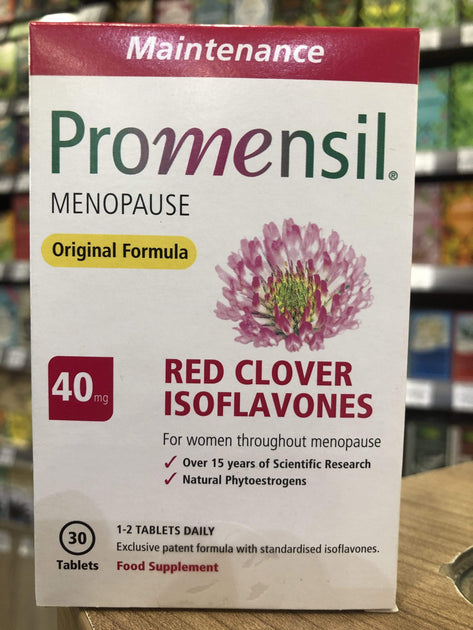 Maintenance
Promensil®
MENOPAUSE
Original Formula
40mg
RED CLOVER
ISOFLAVONES
For women throughout menopause
✓ Over 15 years of Scientific Research
✓ Natural Phytoestrogens
30
Tablets
1-2 TABLETS DAILY
Exclusive patent formula with standardised isoflavones.
Food Supplement